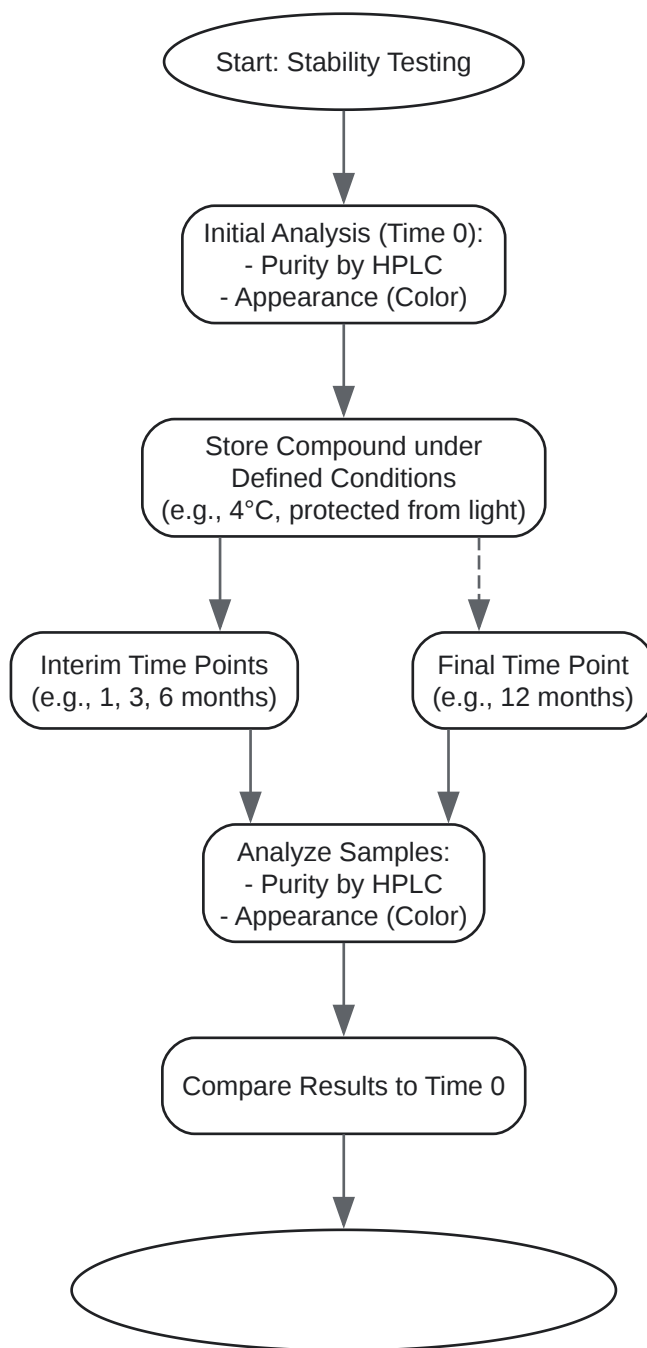 Start: Stability Testing
Initial Analysis (Time 0):
- Purity by HPLC
- Appearance (Color)
Store Compound under
Defined Conditions
(e.g., 4°C, protected from light)
Interim Time Points
(e.g., 1, 3, 6 months)
Final Time Point
(e.g., 12 months)
Analyze Samples:
- Purity by HPLC
- Appearance (Color)
Compare Results to Time 0